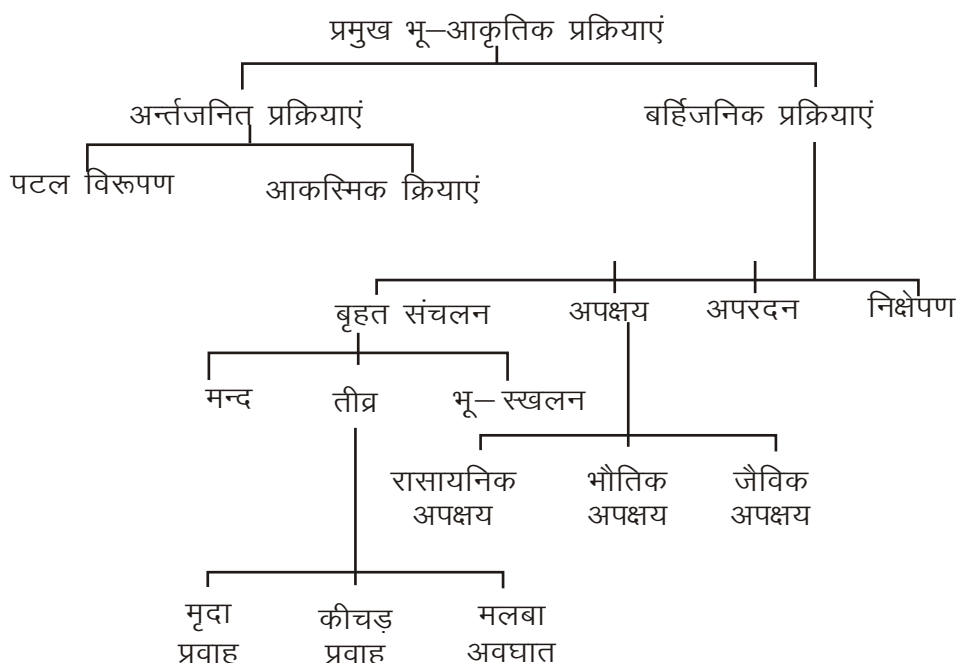 प्रमुख भू–आकृतिक प्रक्रियाएं
अर्न्तजनित प्रक्रियाएं
बर्हिजनिक प्रक्रियाएं
पटल विरूपण
आकस्मिक क्रियाएं
बृहत संचलन
अपक्षय
अपरदन
निक्षेपण
मन्द
तीव्र
भू– स्खलन
रासायनिक
अपक्षय
भौतिक
अपक्षय
जैविक
अपक्षय
मृदा
प्रवाह
कीचड़
प्रवाह
मलबा
अवघात